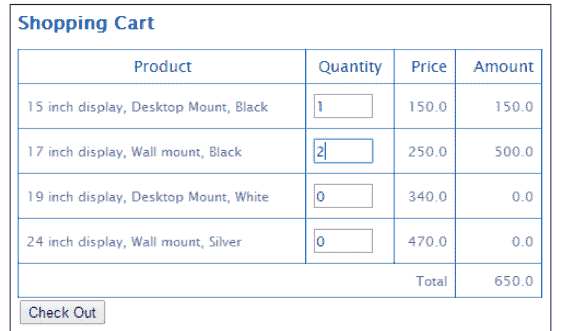 Shopping Cart
Product Quantity Price Amount
15 inch display, Desktop Mount, Black 1 150.0 150.0
17 inch display, Wall mount, Black 2 250.0 500.0
19 inch display, Desktop Mount, White 0 340.0 0.0
24 inch display, Wall mount, Silver 0 470.0 0.0
Total 650.0
Check Out